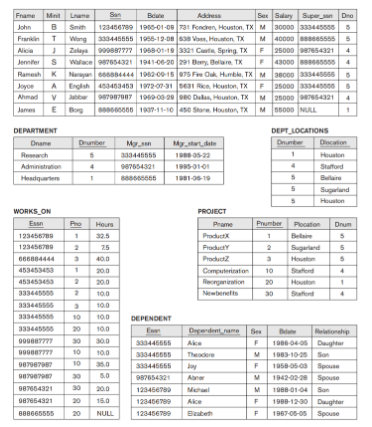 Fname Minit Lname Ssn Bdate Address Sex Salary Super_ssn Dno
John B Smith 123456789 1965-01-09 731 Fondren, Houston, TX M 30000 333445555 5
Franklin T Wong 333445555 1955-12-08 638 Voss, Houston, TX M 40000 888665555 5
Alicia J Zelaya 999887777 1968-01-19 3321 Castle, Spring, TX F 25000 987654321 4
Jennifer S Wallace 987654321 1941-06-20 291 Berry, Bellaire, TX F 43000 888665555 4
Ramesh K Narayan 666884444 1962-09-15 975 Fire Oak, Humble, TX M 38000 333445555 5
Joyce A English 453453453 1972-07-31 5631 Rice, Houston, TX F 25000 333445555 5
Ahmad V Jabbar 987987987 1969-03-29 980 Dallas, Houston, TX M 25000 987654321 4
James E Borg 888665555 1937-11-10 450 Stone, Houston, TX M 55000 NULL 1
DEPARTMENT
Dname Dnumber Mgr_ssn Mgr_start_date
Research 5 333445555 1988-05-22
Administration 4 987654321 1995-01-01
Headquarters 1 888665555 1981-06-19
DEPT_LOCATIONS
Dnumber Dlocation
1 Houston
4 Stafford
5 Bellaire
5 Sugarland
5 Houston
WORKS_ON
Essn Pno Hours
123456789 1 32.5
123456789 2 7.5
666884444 3 40.0
453453453 1 20.0
453453453 2 20.0
333445555 2 10.0
333445555 3 10.0
333445555 10 10.0
333445555 20 10.0
999887777 30 30.0
999887777 10 10.0
987987987 10 35.0
987987987 30 5.0
987654321 30 20.0
987654321 20 15.0
888665555 20 NULL
PROJECT
Pname Pnumber Plocation Dnum
ProductX 1 Bellaire 5
ProductY 2 Sugarland 5
ProductZ 3 Houston 5
Computerization 10 Stafford 4
Reorganization 20 Houston 1
Newbenefits 30 Stafford 4
DEPENDENT
Essn Dependent_name Sex Bdate Relationship
333445555 Alice F 1986-04-05 Daughter
333445555 Theodore M 1983-10-25 Son
333445555 Joy F 1958-05-03 Spouse
987654321 Abner M 1942-02-28 Spouse
123456789 Michael M 1988-01-04 Son
123456789 Alice F 1988-12-30 Daughter
123456789 Elizabeth F 1967-05-05 Spouse